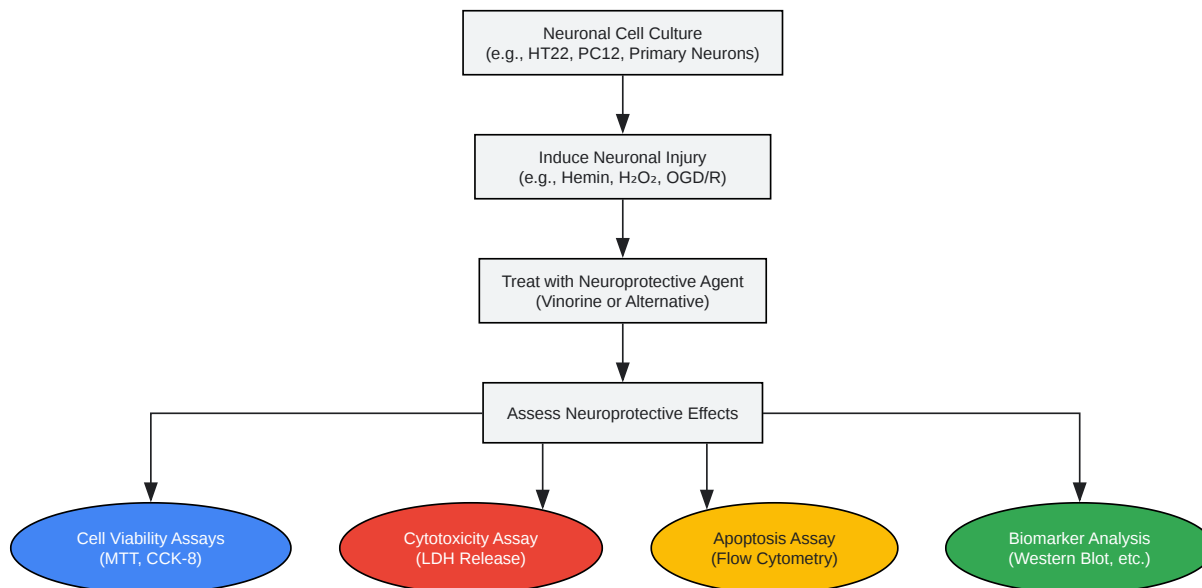 Neuronal Cell Culture
(e.g., HT22, PC12, Primary Neurons)
Induce Neuronal Injury
(e.g., Hemin, H₂O₂, OGD/R)
Treat with Neuroprotective Agent
(Vinorine or Alternative)
Assess Neuroprotective Effects
Cell Viability Assays
(MTT, CCK-8)
Cytotoxicity Assay
(LDH Release)
Apoptosis Assay
(Flow Cytometry)
Biomarker Analysis
(Western Blot, etc.)